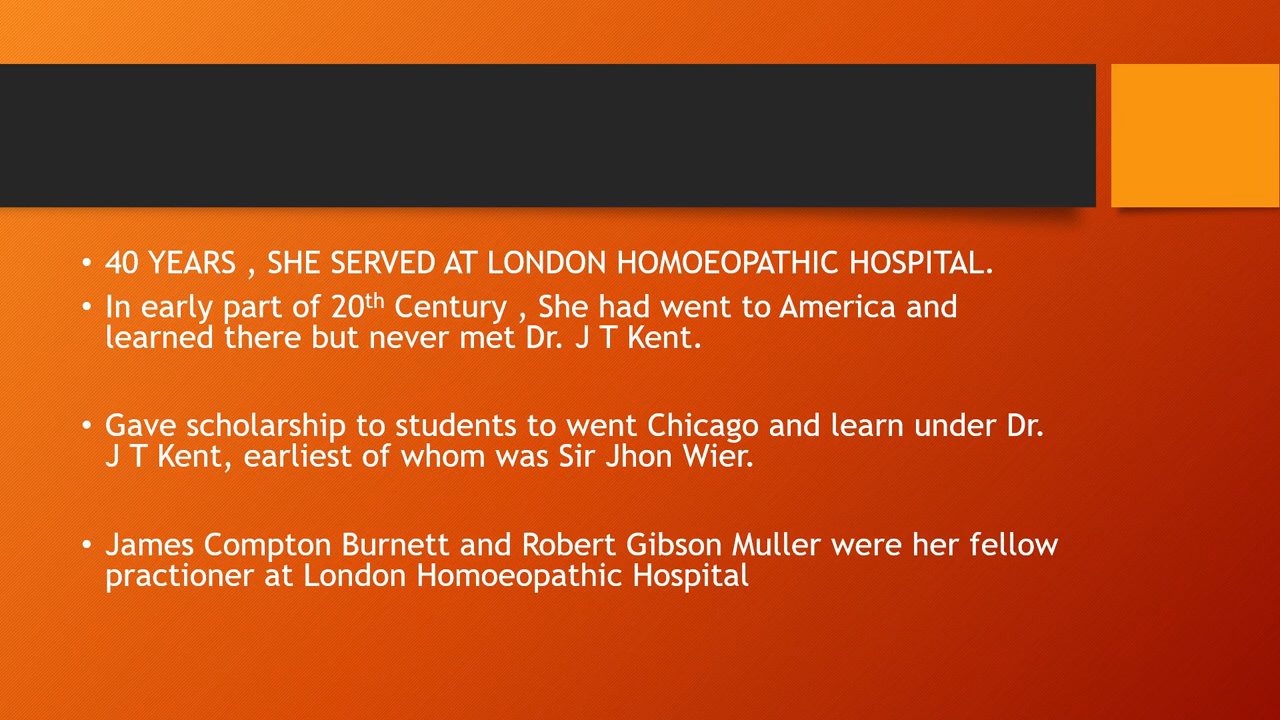 • 40 YEARS , SHE SERVED AT LONDON HOMOEOPATHIC HOSPITAL.
• In early part of 20th Century , She had went to America and
learned there but never met Dr. J T Kent.
• Gave scholarship to students to went Chicago and learn under Dr.
J T Kent, earliest of whom was Sir Jhon Wier.
• James Compton Burnett and Robert Gibson Muller were her fellow
practioner at London Homoeopathic Hospital